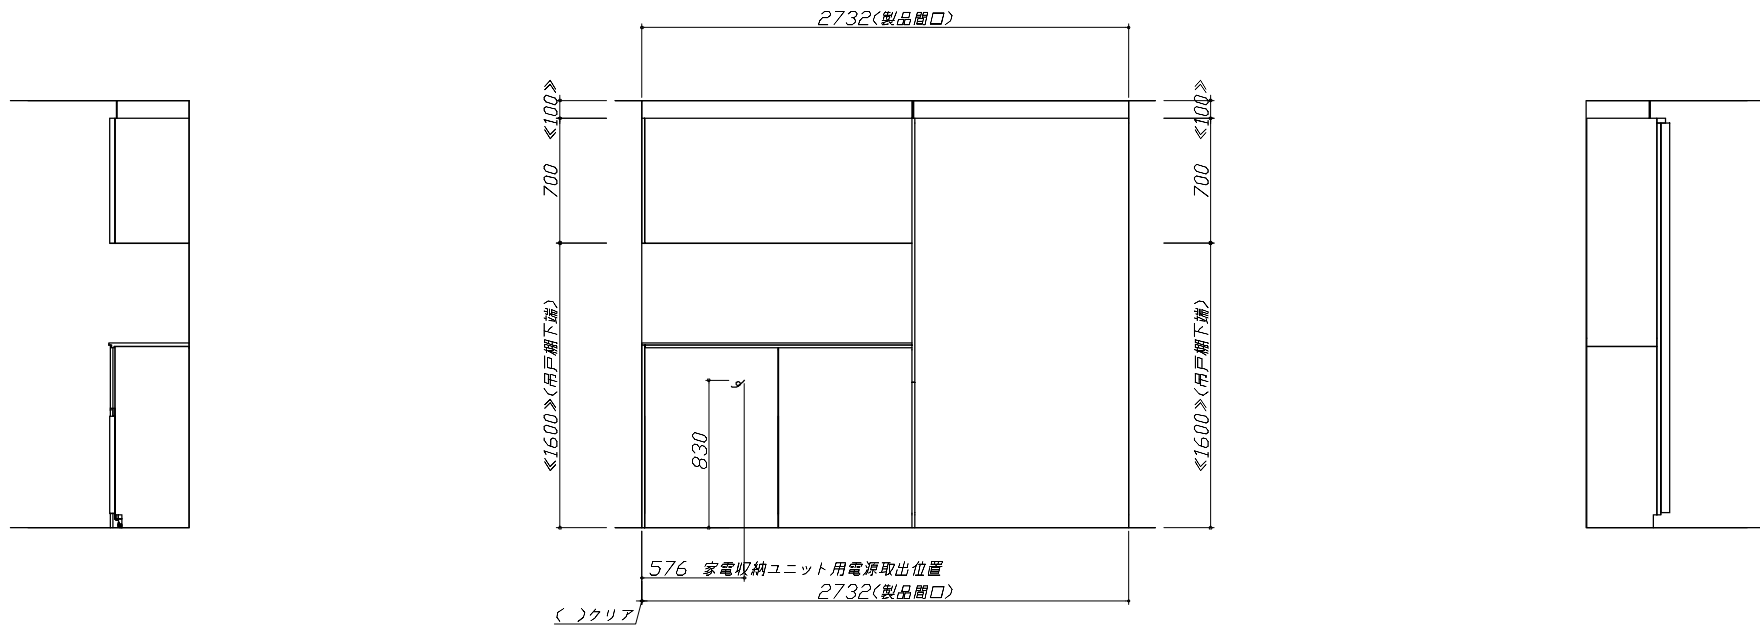 2732(製品間口)
≪100≫
≪100≫
700
700
≪1600≫(吊戸棚下端)
≪1600≫(吊戸棚下端)
830
576 家電収納ユニット用電源取出位置
2732(製品間口)
( )クリア